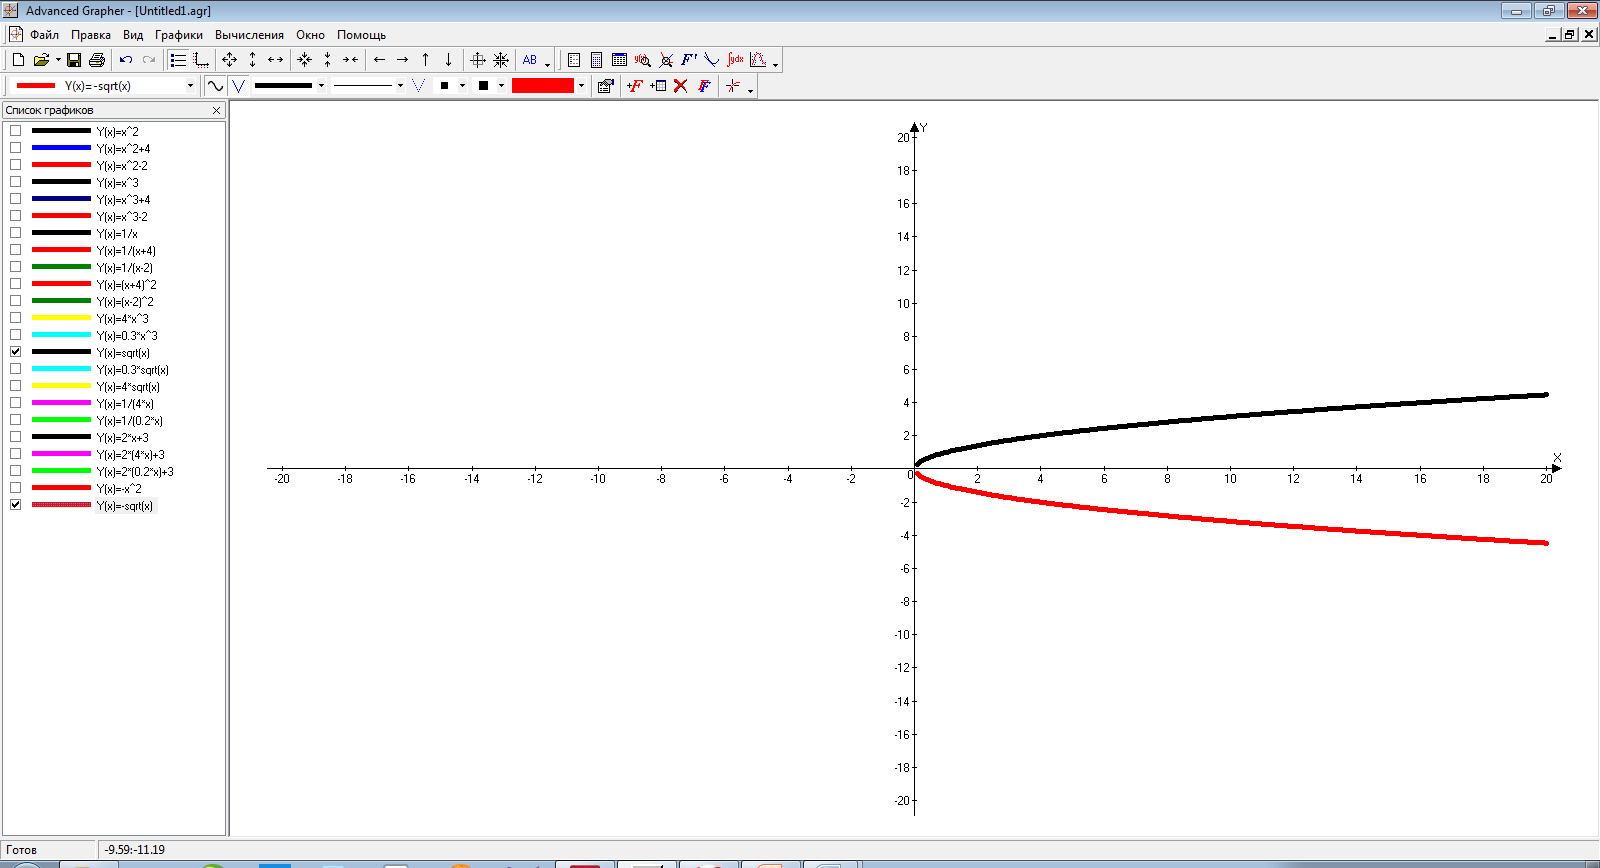 Advanced Grapher - [Untitled1.agr]
Файл Правка Вид Графики Вычисления Окно Помощь
AB
Y(x)=-sqrt(x)
Список графиков
Y(x)=x^2
Y(x)=x^2+4
Y(x)=x^2-2
Y(x)=x^3
Y(x)=x^3+4
Y(x)=x^3-2
Y(x)=1/x
Y(x)=1/(x+4)
Y(x)=1/(x-2)
Y(x)=(x+4)^2
Y(x)=(x-2)^2
Y(x)=4*x^3
Y(x)=0.3*x^3
Y(x)=sqrt(x)
Y(x)=0.3*sqrt(x)
Y(x)=4*sqrt(x)
Y(x)=1/(4*x)
Y(x)=1/(0.2*x)
Y(x)=2*x+3
Y(x)=2*(4*x)+3
Y(x)=2*(0.2*x)+3
Y(x)=-x^2
Y(x)=-sqrt(x)
Y
20
18
16
14
12
10
8
6
4
2
X
-20 -18 -16 -14 -12 -10 -8 -6 -4 -2 0 2 4 6 8 10 12 14 16 18 20
-2
-4
-6
-8
-10
-12
-14
-16
-18
-20
Готов -9.59:-11.19